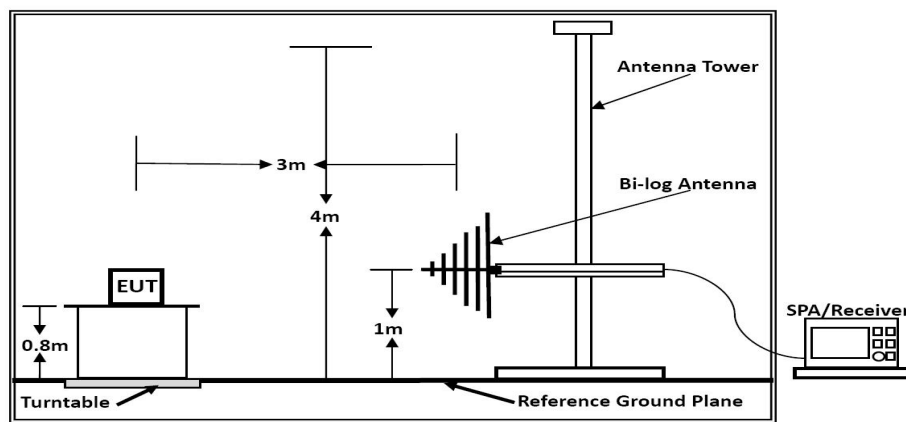 Antenna Tower
3m
Bi-log Antenna
4m
EUT
SPA/Receiver
0.8m
1m
Turntable
Reference Ground Plane